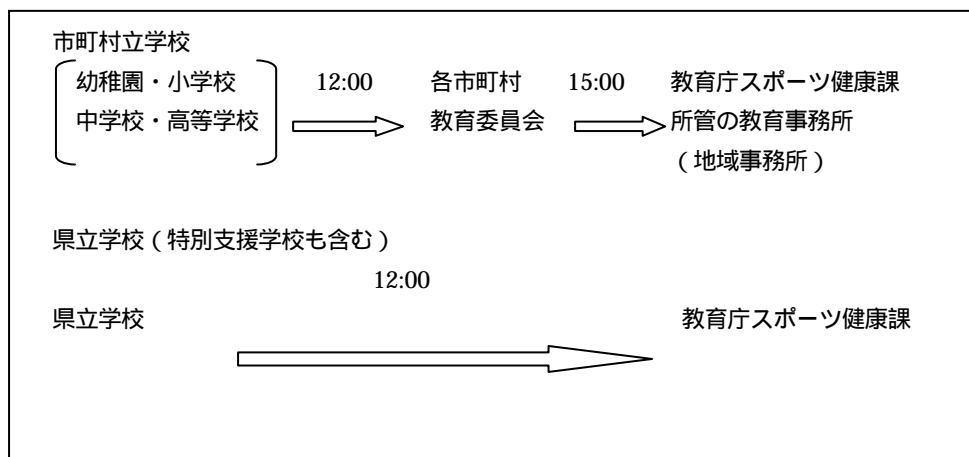 市町村立学校
幼稚園・小学校 12:00 各市町村 15:00 教育庁スポーツ健康課
中学校・高等学校 教育委員会 所管の教育事務所
(地域事務所)
県立学校(特別支援学校も含む)
12:00
県立学校 教育庁スポーツ健康課